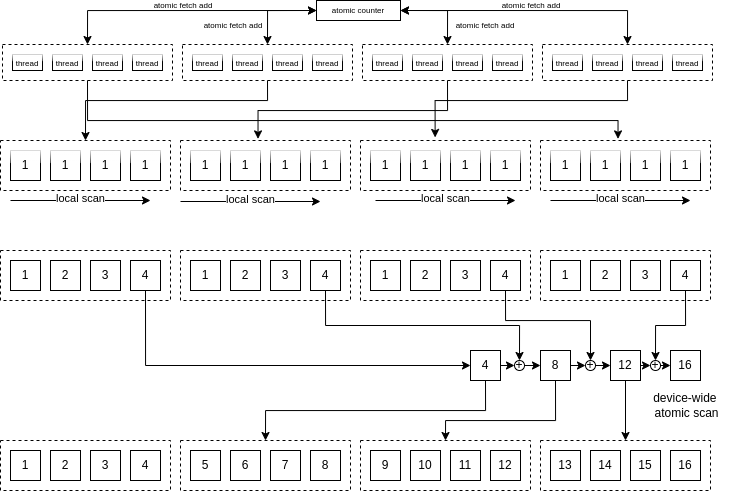 atomic fetch add
atomic counter
atomic fetch add
atomic fetch add
atomic fetch add
thread thread thread thread thread thread thread thread thread thread thread thread thread thread thread thread
1 1 1 1 1 1 1 1 1 1 1 1 1 1 1 1
local scan local scan local scan local scan
1 2 3 4 1 2 3 4 1 2 3 4 1 2 3 4
4 + 8 + 12 + 16
device-wide
atomic scan
1 2 3 4 5 6 7 8 9 10 11 12 13 14 15 16